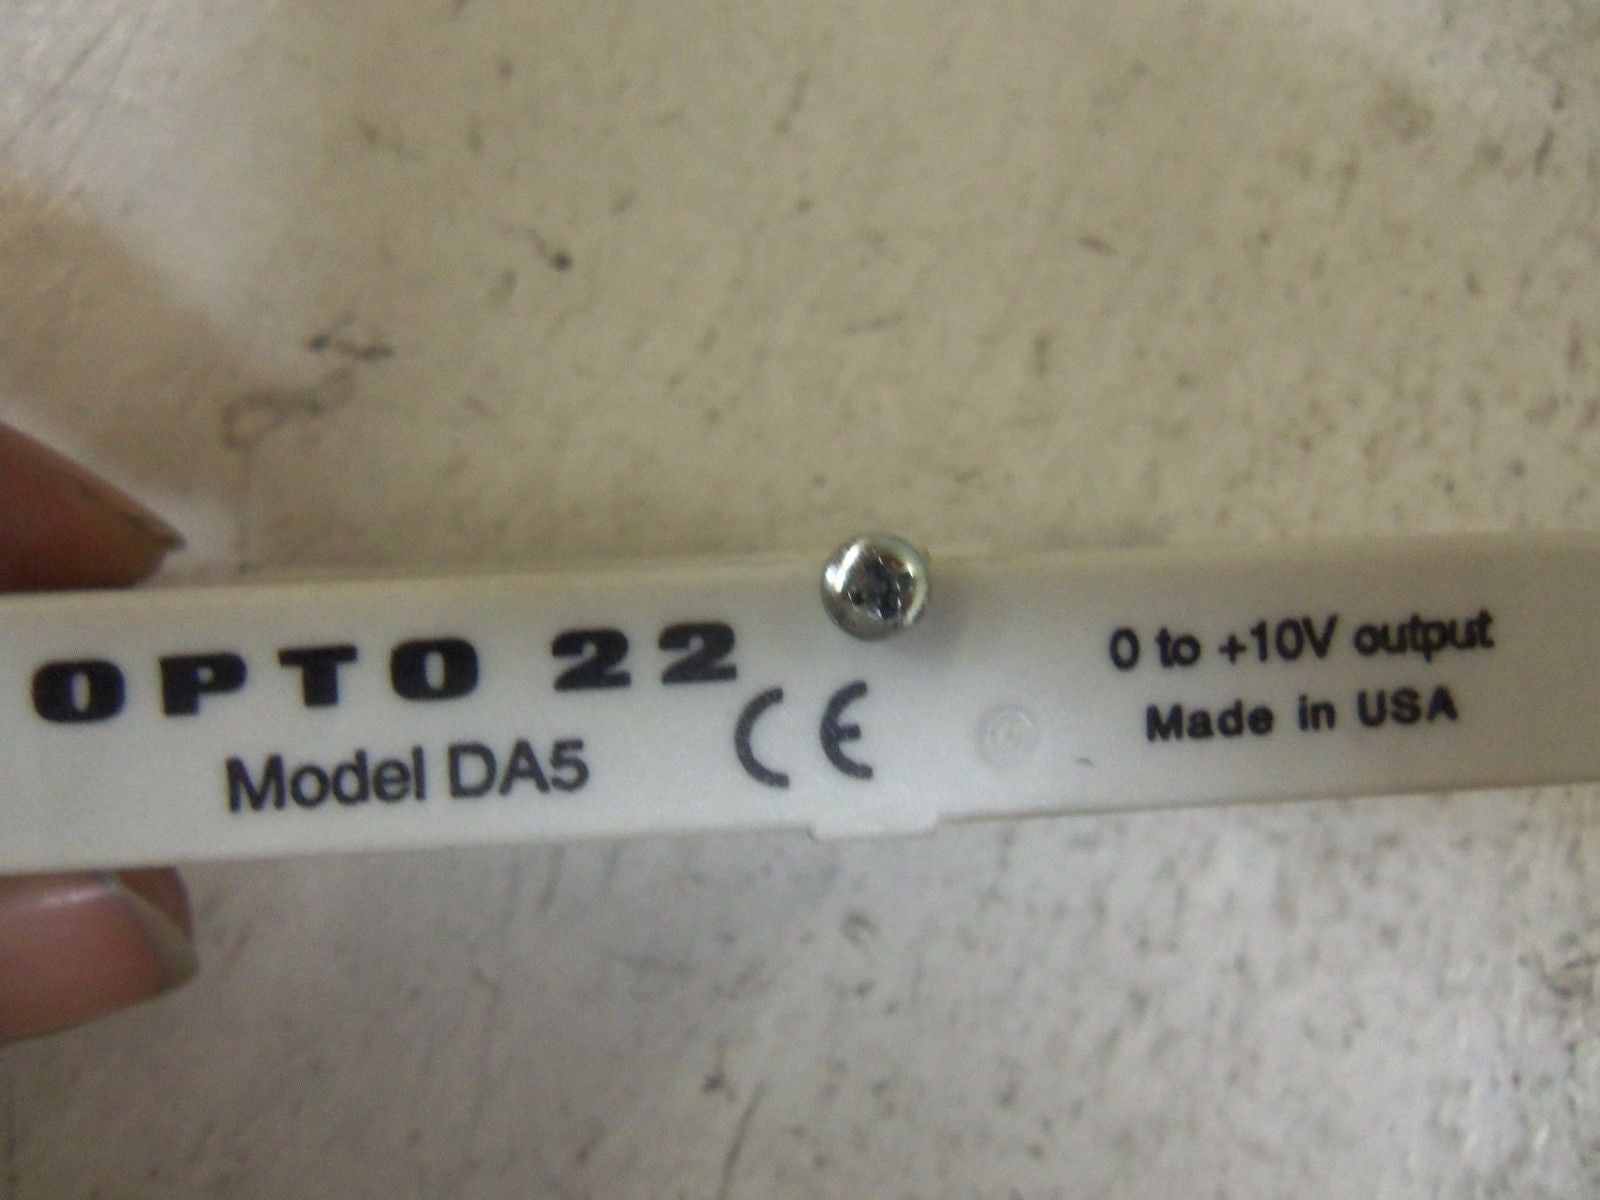 OPTO 22
Model DA5
CE
0 to +10V output
Made in USA